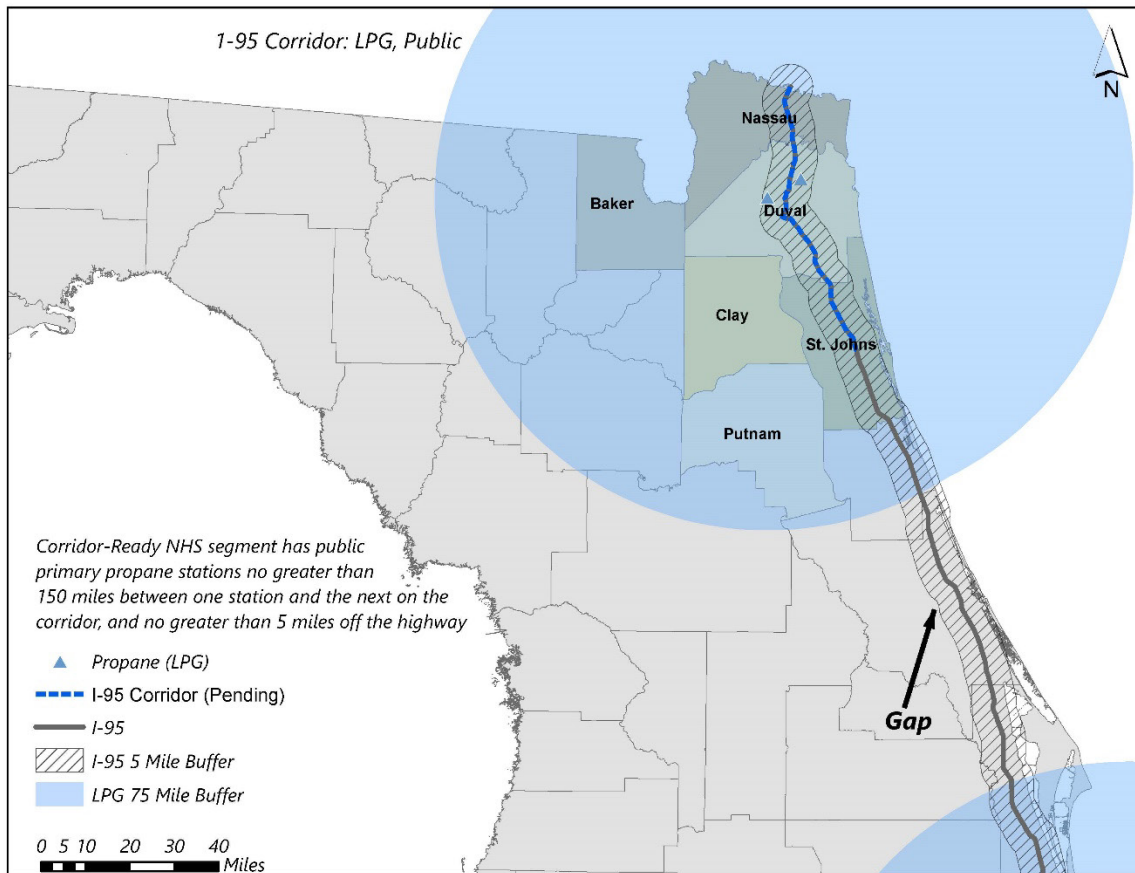 1-95 Corridor: LPG, Public
N
Nassau
Baker
Duval
Clay
St. Johns
Putnam
Corridor-Ready NHS segment has public
primary propane stations no greater than
150 miles between one station and the next on the
corridor, and no greater than 5 miles off the highway
Gap
Propane (LPG)
I-95 Corridor (Pending)
I-95
I-95 5 Mile Buffer
LPG 75 Mile Buffer
0 5 10 20 30 40
Miles